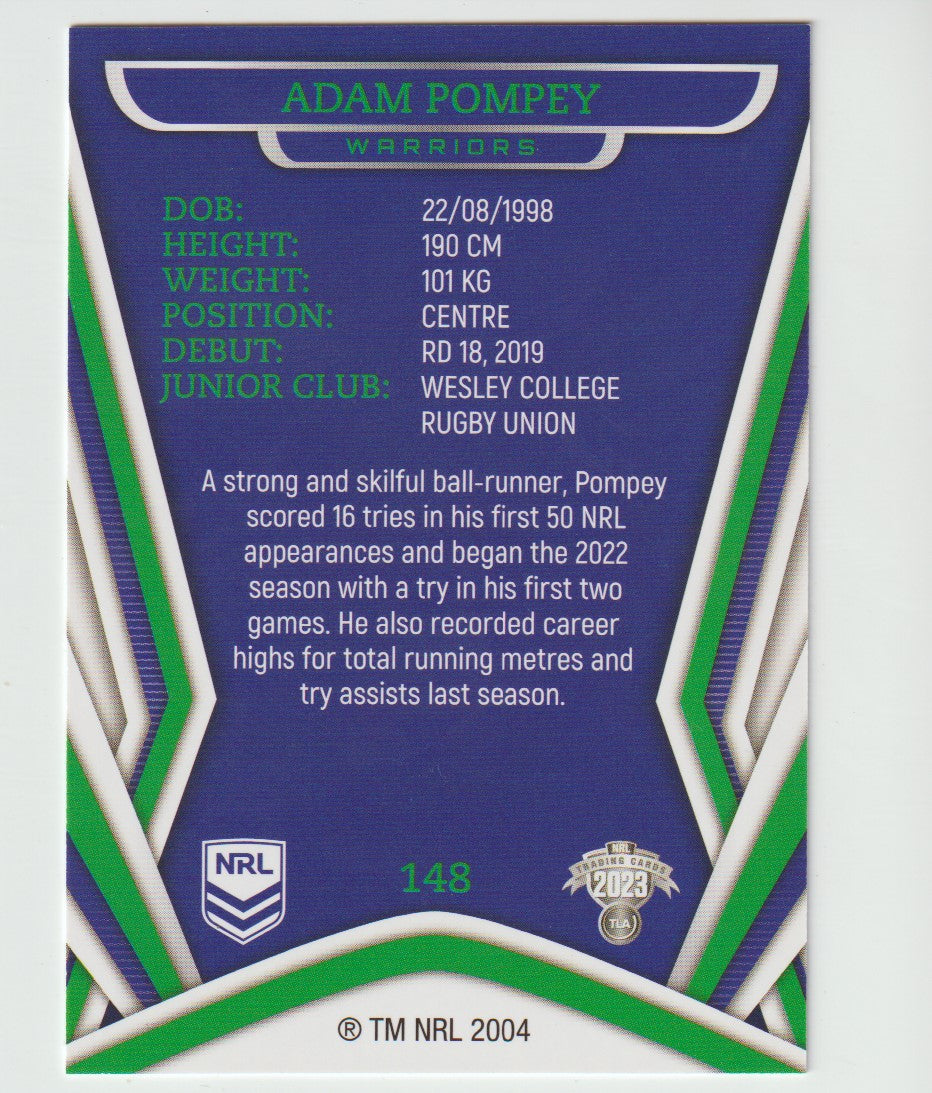 ADAM POMPEY
WARRIORS
DOB: 22/08/1998
HEIGHT: 190 CM
WEIGHT: 101 KG
POSITION: CENTRE
DEBUT: RD 18, 2019
JUNIOR CLUB: WESLEY COLLEGE
RUGBY UNION
A strong and skilful ball-runner, Pompey
scored 16 tries in his first 50 NRL
appearances and began the 2022
season with a try in his first two
games. He also recorded career
highs for total running metres and
try assists last season.
NRL
148
NRL
TRADING CARDS
2023
TLA
® TM NRL 2004